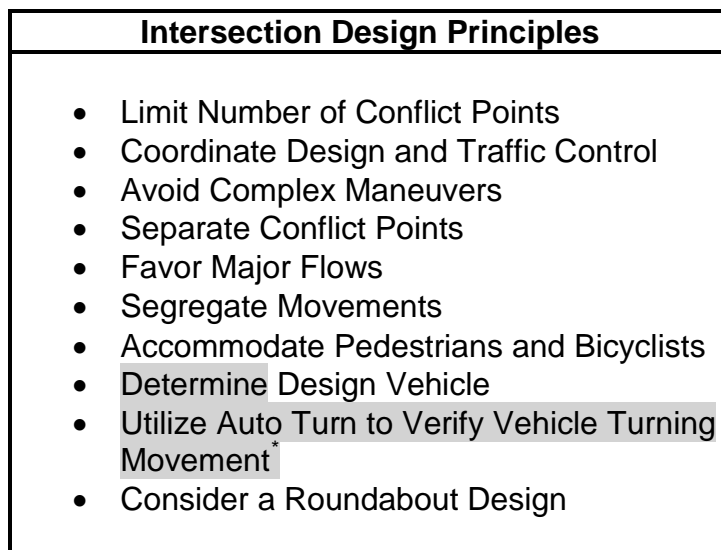 Intersection Design Principles
• Limit Number of Conflict Points
• Coordinate Design and Traffic Control
• Avoid Complex Maneuvers
• Separate Conflict Points
• Favor Major Flows
• Segregate Movements
• Accommodate Pedestrians and Bicyclists
• Determine Design Vehicle
• Utilize Auto Turn to Verify Vehicle Turning
Movement*
• Consider a Roundabout Design